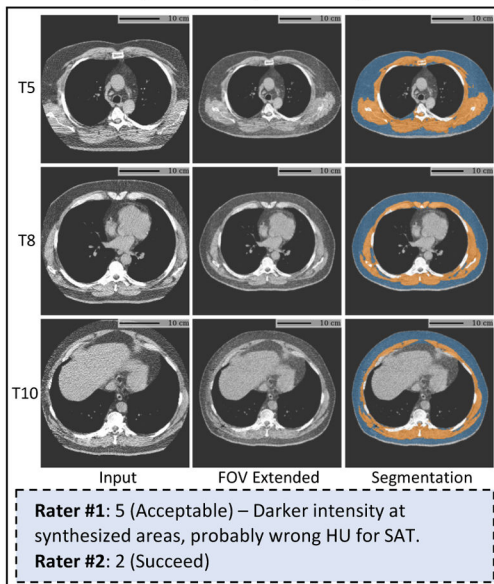 10 cm 10 cm 10 cm
T5
10 cm 10 cm 10 cm
T8
10 cm 10 cm 10 cm
T10
Input FOV Extended Segmentation
Rater #1: 5 (Acceptable) – Darker intensity at
synthesized areas, probably wrong HU for SAT.
Rater #2: 2 (Succeed)